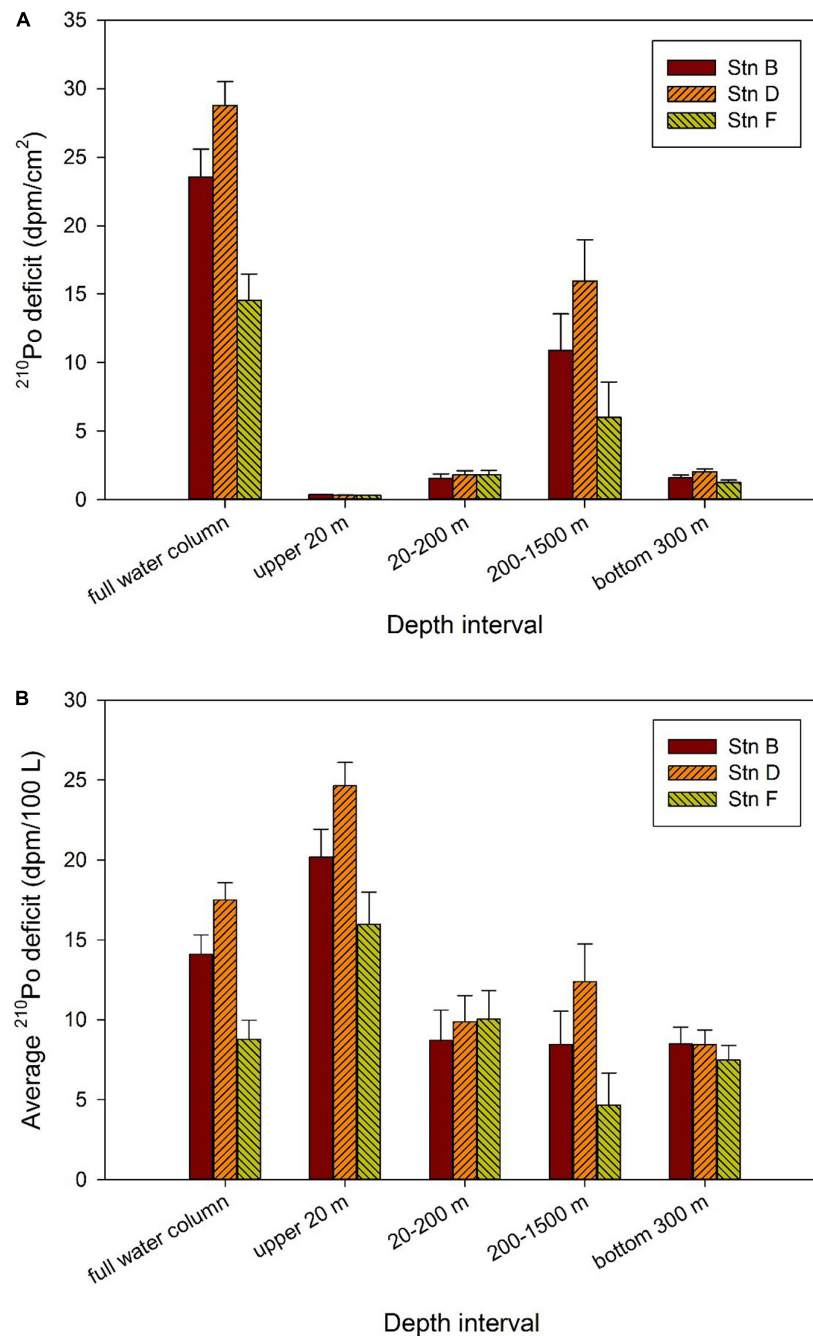 A
35
30
25
20
15
10
5
0
²¹⁰Po deficit (dpm/cm²)
Stn B
Stn D
Stn F
full water column
upper 20 m
20-200 m
200-1500 m
bottom 300 m
Depth interval
B
30
25
20
15
10
5
0
Average ²¹⁰Po deficit (dpm/100 L)
Stn B
Stn D
Stn F
full water column
upper 20 m
20-200 m
200-1500 m
bottom 300 m
Depth interval